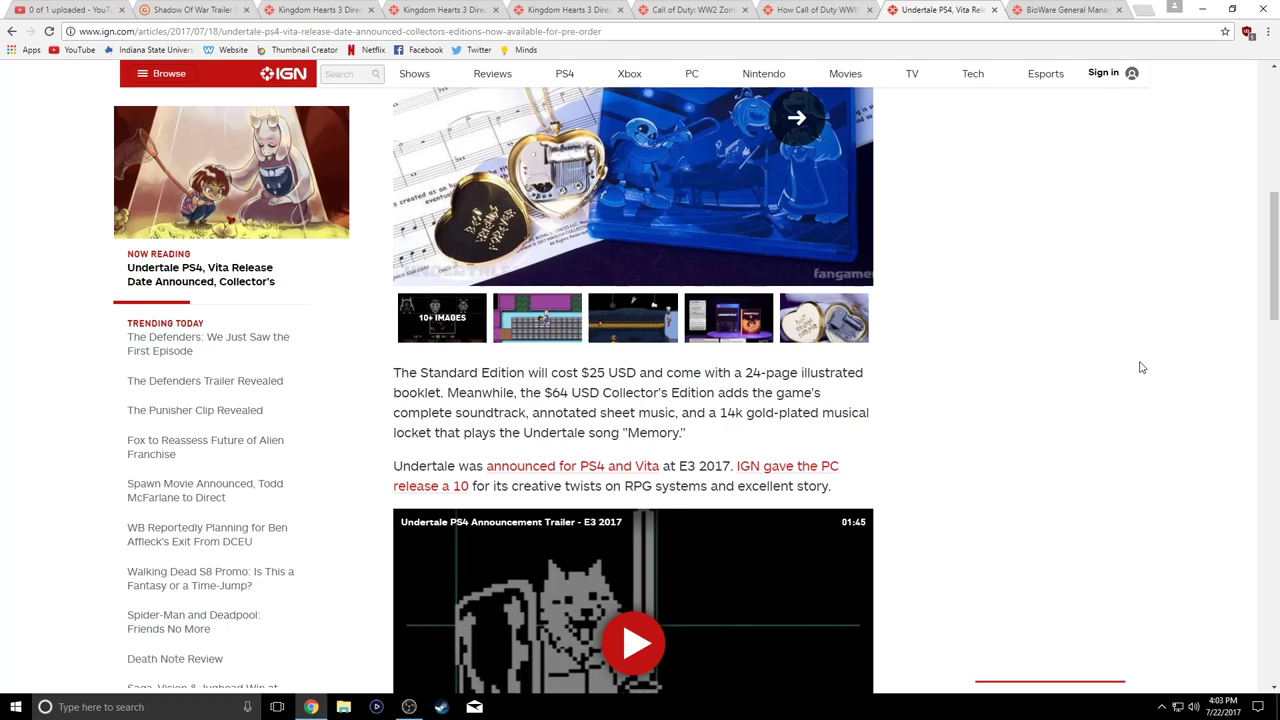 0 of 1 uploaded - YouTub
Shadow Of War Trailer E
Kingdom Hearts 3 Direc
Kingdom Hearts 3 Direc
Kingdom Hearts 3 Direc
Call of Duty: WW2 Zom
How Call of Duty WWII
Undertale PS4, Vita Rele
BioWare General Manag
www.ign.com/articles/2017/07/18/undertale-ps4-vita-release-date-announced-collectors-editions-now-available-for-pre-order
Apps
YouTube
Indiana State Univers
Website
Thumbnail Creator
Netflix
Facebook
Twitter
Minds
Browse
IGN
Search
Shows
Reviews
PS4
Xbox
PC
Nintendo
Movies
TV
Tech
Esports
Sign in
NOW READING
Undertale PS4, Vita Release
Date Announced, Collector's
TRENDING TODAY
The Defenders: We Just Saw the
First Episode
The Defenders Trailer Revealed
The Punisher Clip Revealed
Fox to Reassess Future of Alien
Franchise
Spawn Movie Announced, Todd
McFarlane to Direct
WB Reportedly Planning for Ben
Affleck's Exit From DCEU
Walking Dead S8 Promo: Is This a
Fantasy or a Time-Jump?
Spider-Man and Deadpool:
Friends No More
Death Note Review
fangamer
10+ IMAGES
The Standard Edition will cost $25 USD and come with a 24-page illustrated
booklet. Meanwhile, the $64 USD Collector's Edition adds the game's
complete soundtrack, annotated sheet music, and a 14k gold-plated musical
locket that plays the Undertale song "Memory."
Undertale was announced for PS4 and Vita at E3 2017. IGN gave the PC
release a 10 for its creative twists on RPG systems and excellent story.
Undertale PS4 Announcement Trailer - E3 2017
01:45
Type here to search
4:03 PM
7/22/2017